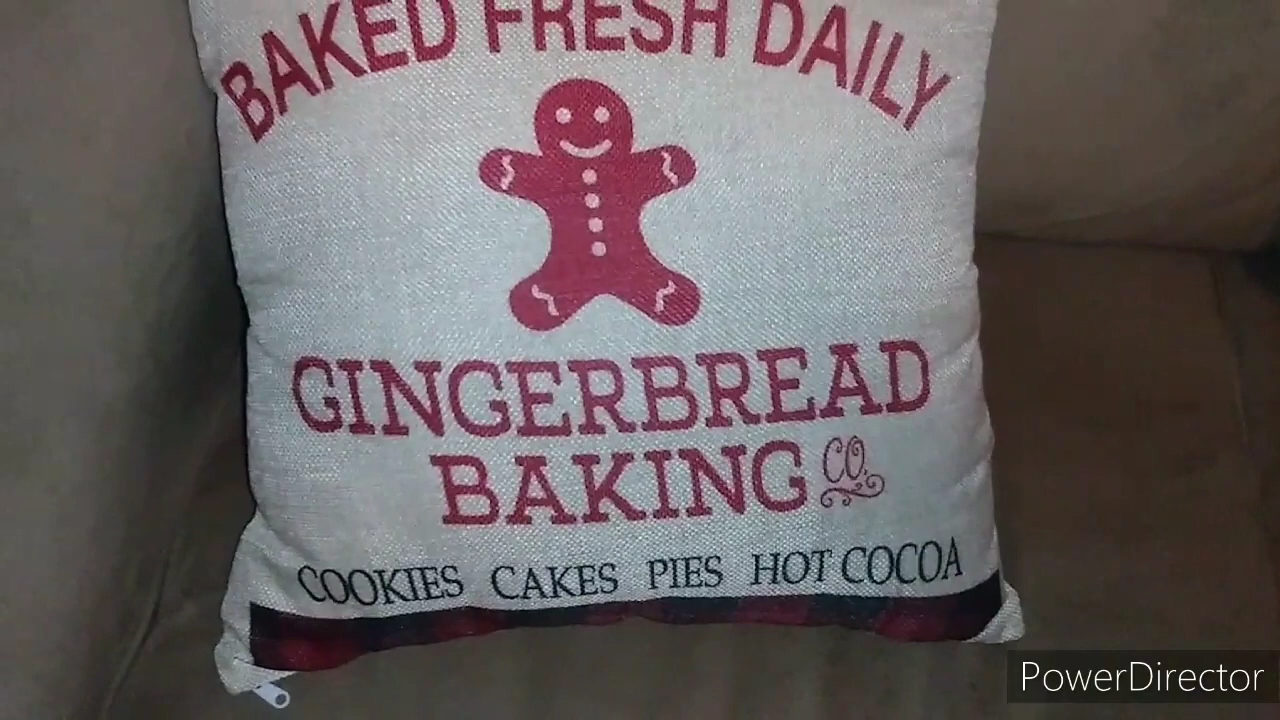 BAKED FRESH DAILY
GINGERBREAD
BAKING CO.
COOKIES CAKES PIES HOT COCOA
PowerDirector